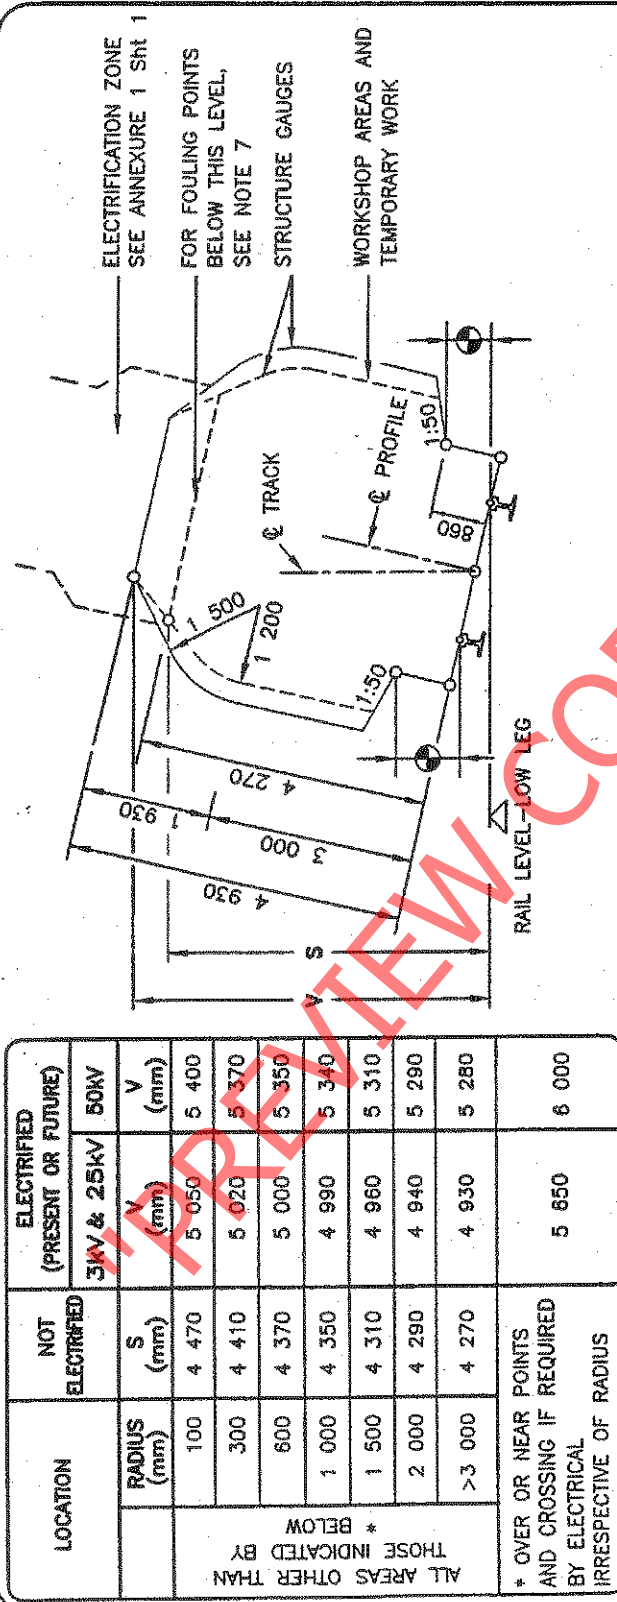 LOCATION
NOT
ELECTRIFIED
ELECTRIFIED
(PRESENT OR FUTURE)
3kV & 25kV
50kV
RADIUS
(mm)
S
(mm)
V
(mm)
V
(mm)
100 4 470 5 050 5 400
300 4 410 5 020 5 370
600 4 370 5 000 5 350
1 000 4 350 4 990 5 340
1 500 4 310 4 960 5 310
2 000 4 290 4 940 5 290
>3 000 4 270 4 930 5 280
ALL AREAS OTHER THAN
THOSE INDICATED BY
* BELOW
* OVER OR NEAR POINTS
AND CROSSING IF REQUIRED
BY ELECTRICAL
IRRESPECTIVE OF RADIUS
5 850
6 000
V
S
4 930
3 000
1 930
4 270
1 500
1 200
1:50
1:50
860
℄ TRACK
℄ PROFILE
RAIL LEVEL-LOW LEG
ELECTRIFICATION ZONE
SEE ANNEXURE 1 Sht 1
FOR FOULING POINTS
BELOW THIS LEVEL,
SEE NOTE 7
STRUCTURE GAUGES
WORKSHOP AREAS AND
TEMPORARY WORK
"PREVIEW